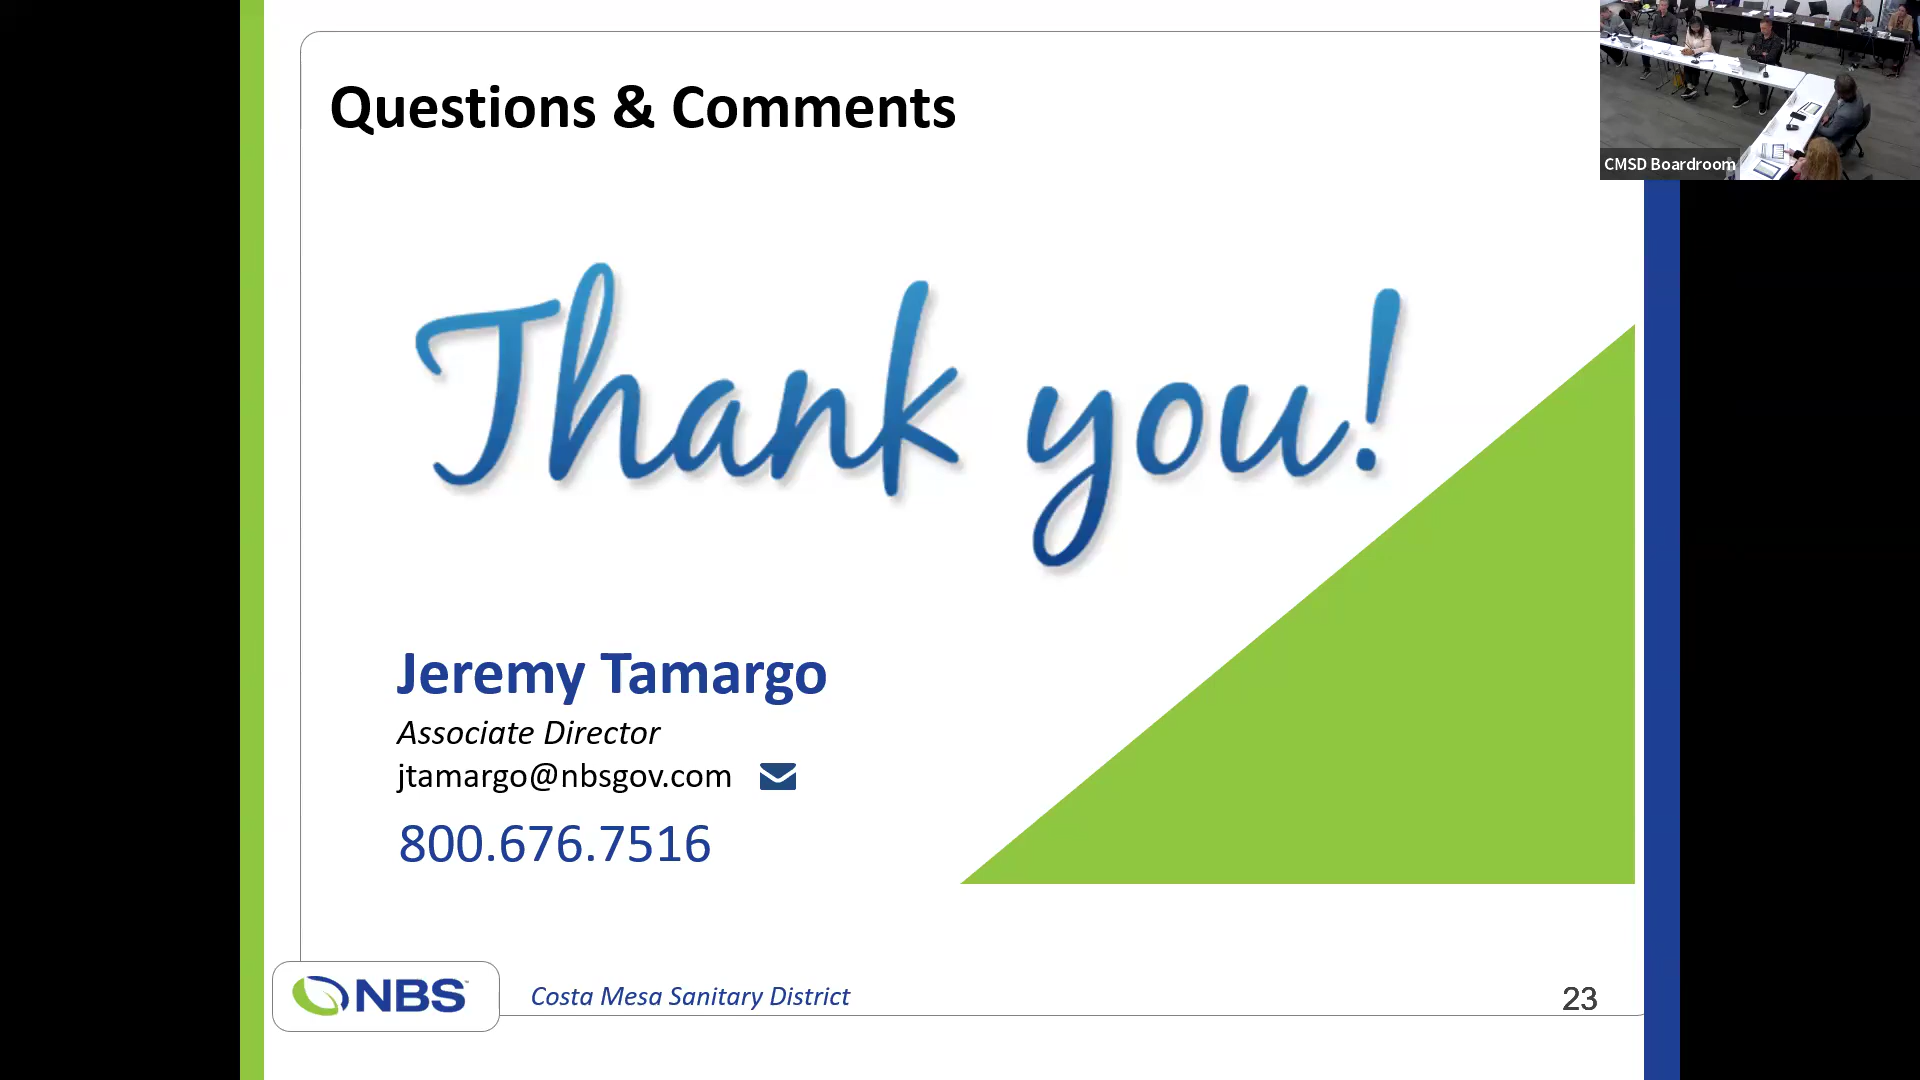 CMSD Boardroom
Questions & Comments
Thank you!
Jeremy Tamargo
Associate Director
jtamargo@nbsgov.com
800.676.7516
NBS™
Costa Mesa Sanitary District
23